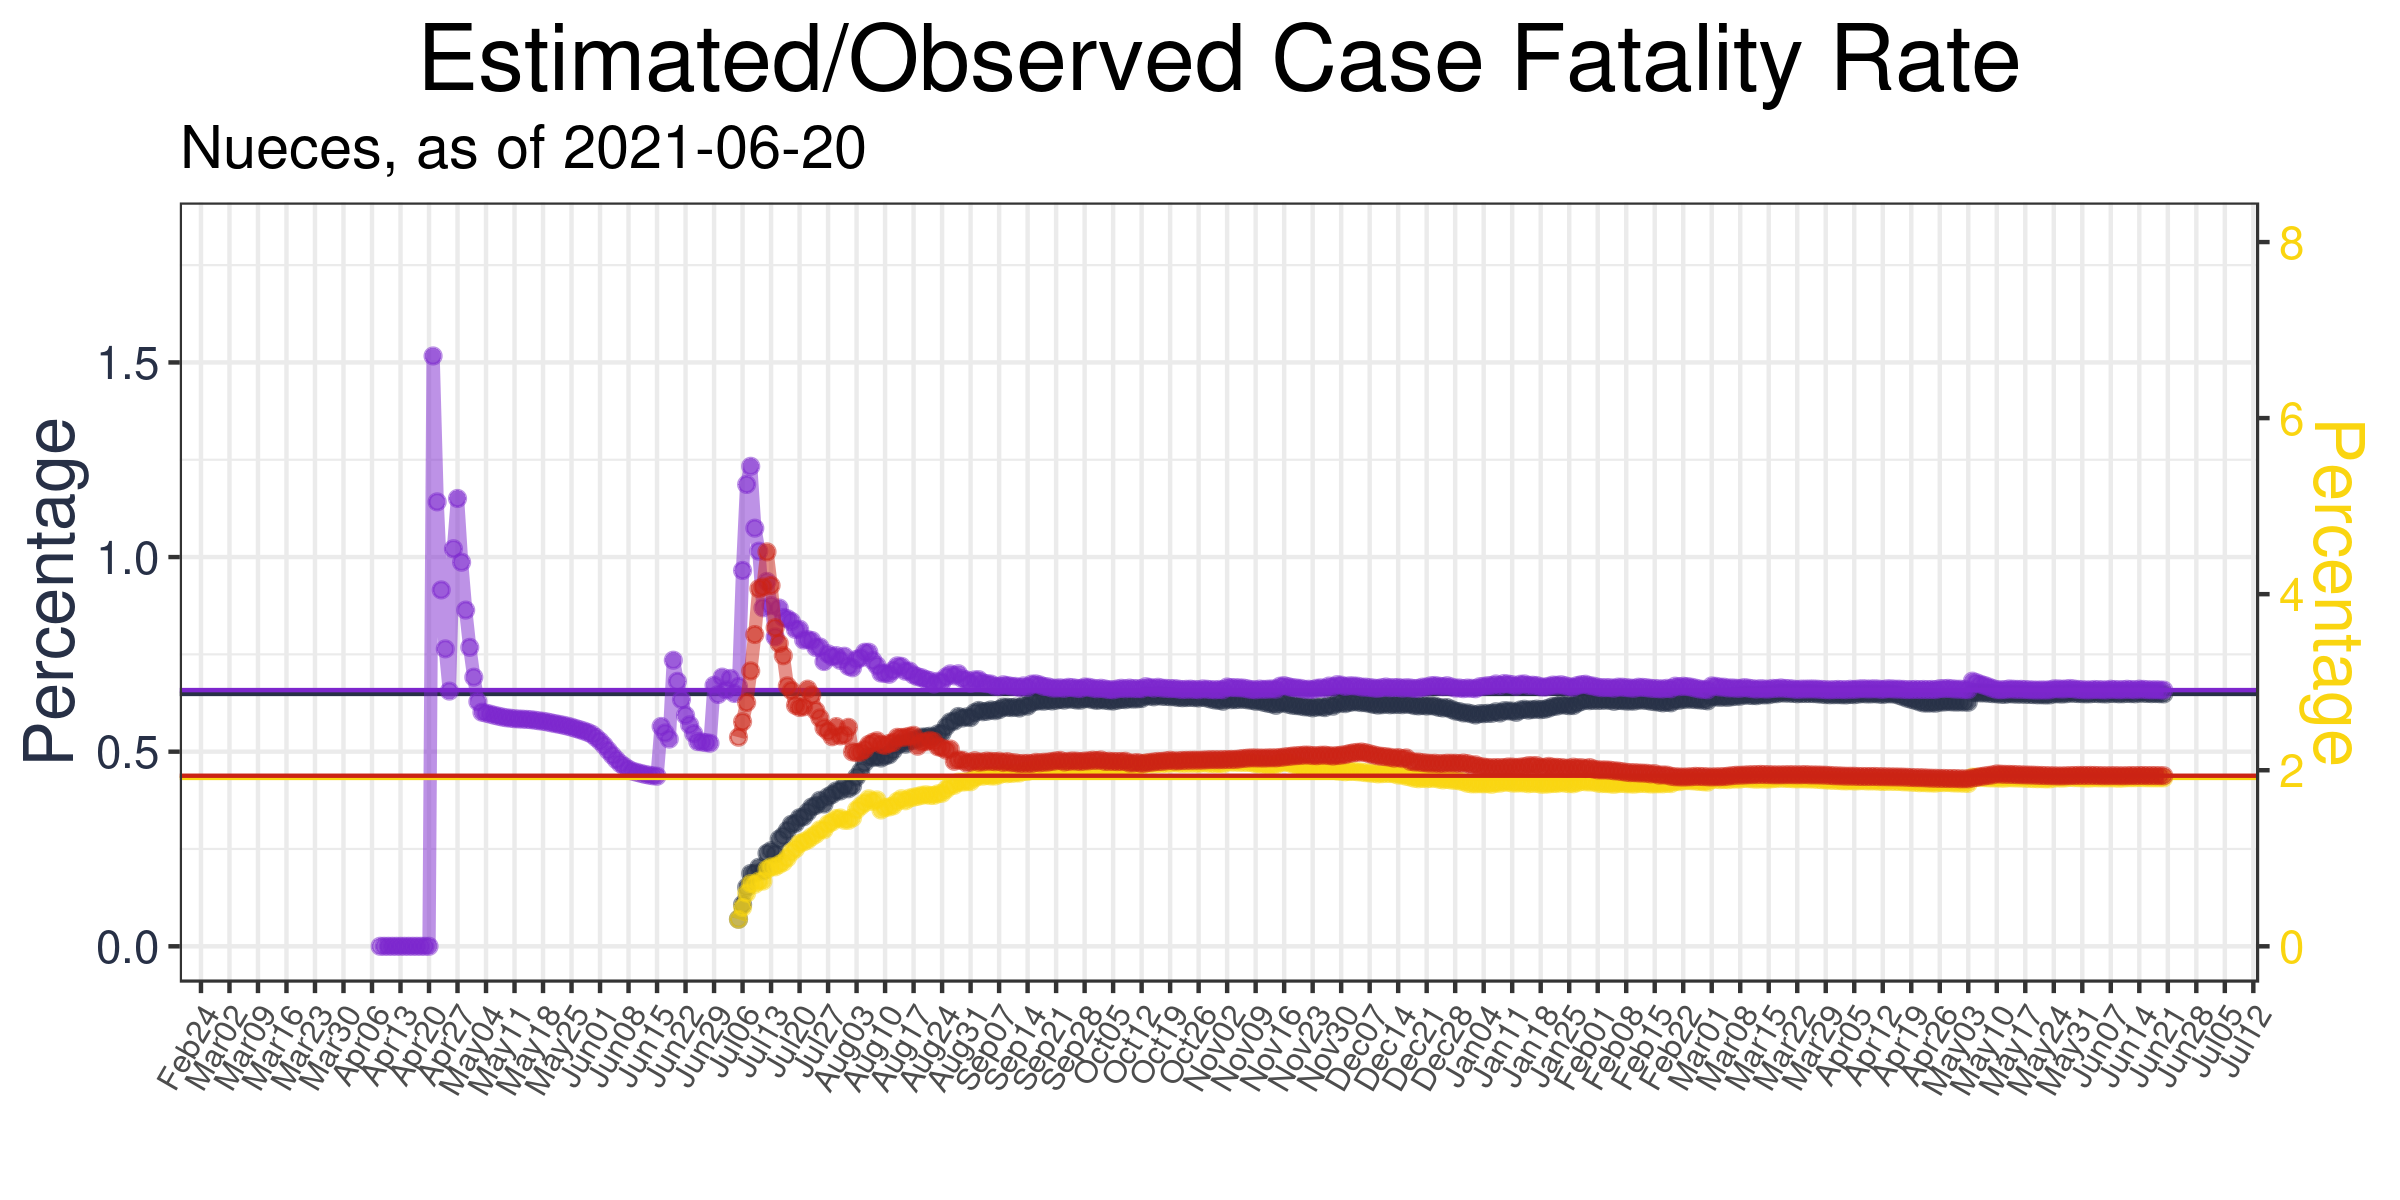 Estimated/Observed Case Fatality Rate
Nueces, as of 2021-06-20
Percentage
1.5
1.0
0.5
0.0
8
6
4
2
0
Percentage
Feb24
Mar02
Mar09
Mar16
Mar23
Mar30
Apr06
Apr13
Apr20
Apr27
May04
May11
May18
May25
Jun01
Jun08
Jun15
Jun22
Jun29
Jul06
Jul13
Jul20
Jul27
Aug03
Aug10
Aug17
Aug24
Aug31
Sep07
Sep14
Sep21
Sep28
Oct05
Oct12
Oct19
Oct26
Nov02
Nov09
Nov16
Nov23
Nov30
Dec07
Dec14
Dec21
Dec28
Jan04
Jan11
Jan18
Jan25
Feb01
Feb08
Feb15
Feb22
Mar01
Mar08
Mar15
Mar22
Mar29
Apr05
Apr12
Apr19
Apr26
May03
May10
May17
May24
May31
Jun07
Jun14
Jun21
Jun28
Jul05
Jul12